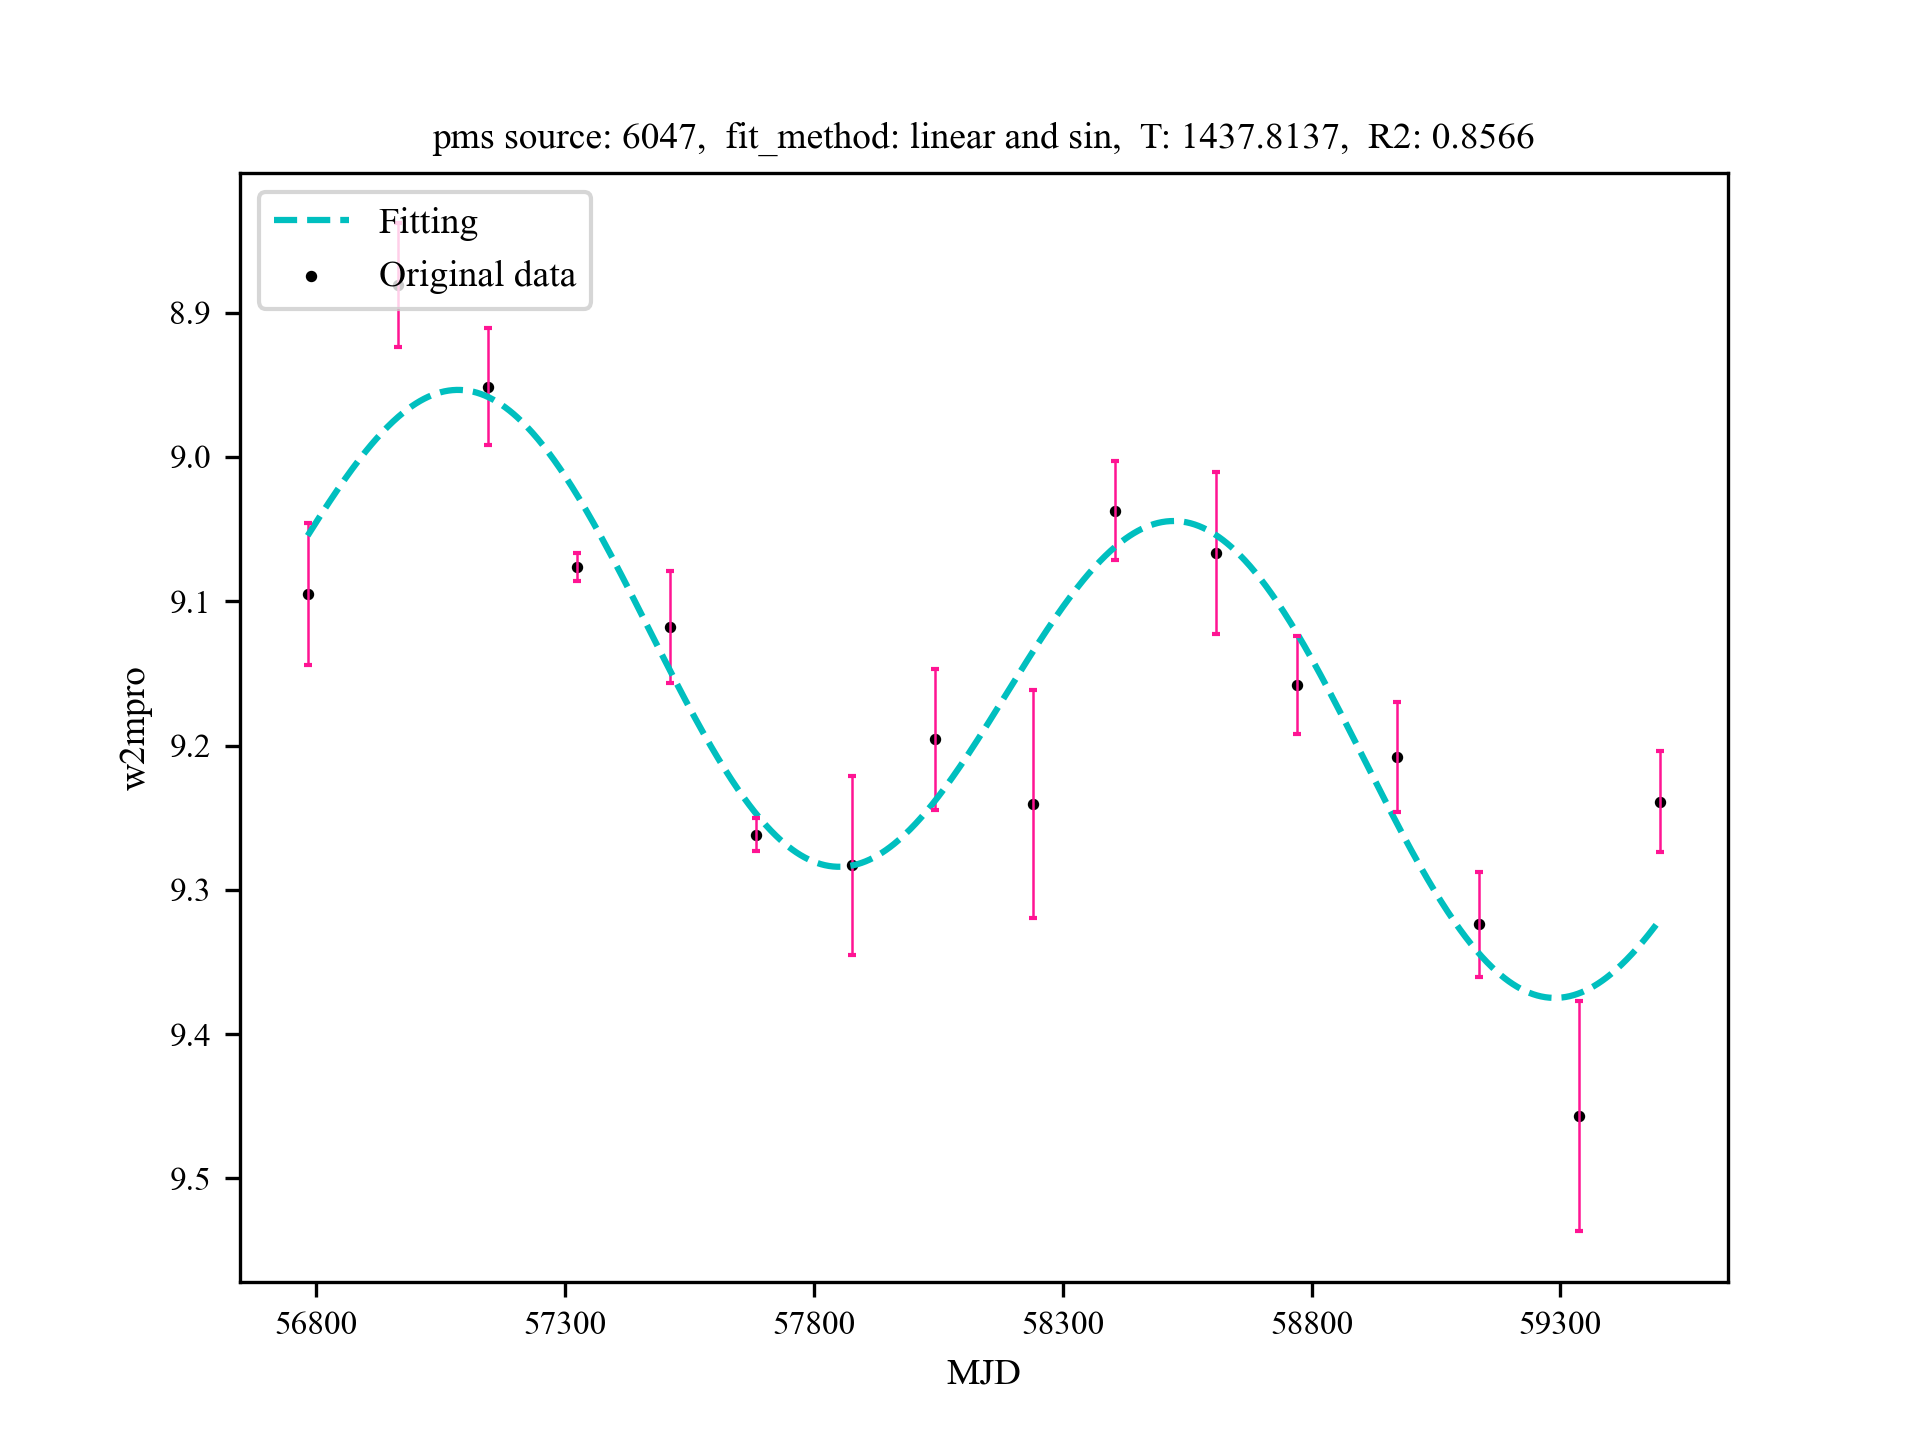 pms source: 6047, fit_method: linear and sin, T: 1437.8137, R2: 0.8566
Fitting
Original data
8.9
9.0
9.1
9.2
9.3
9.4
9.5
w2mpro
56800 57300 57800 58300 58800 59300
MJD